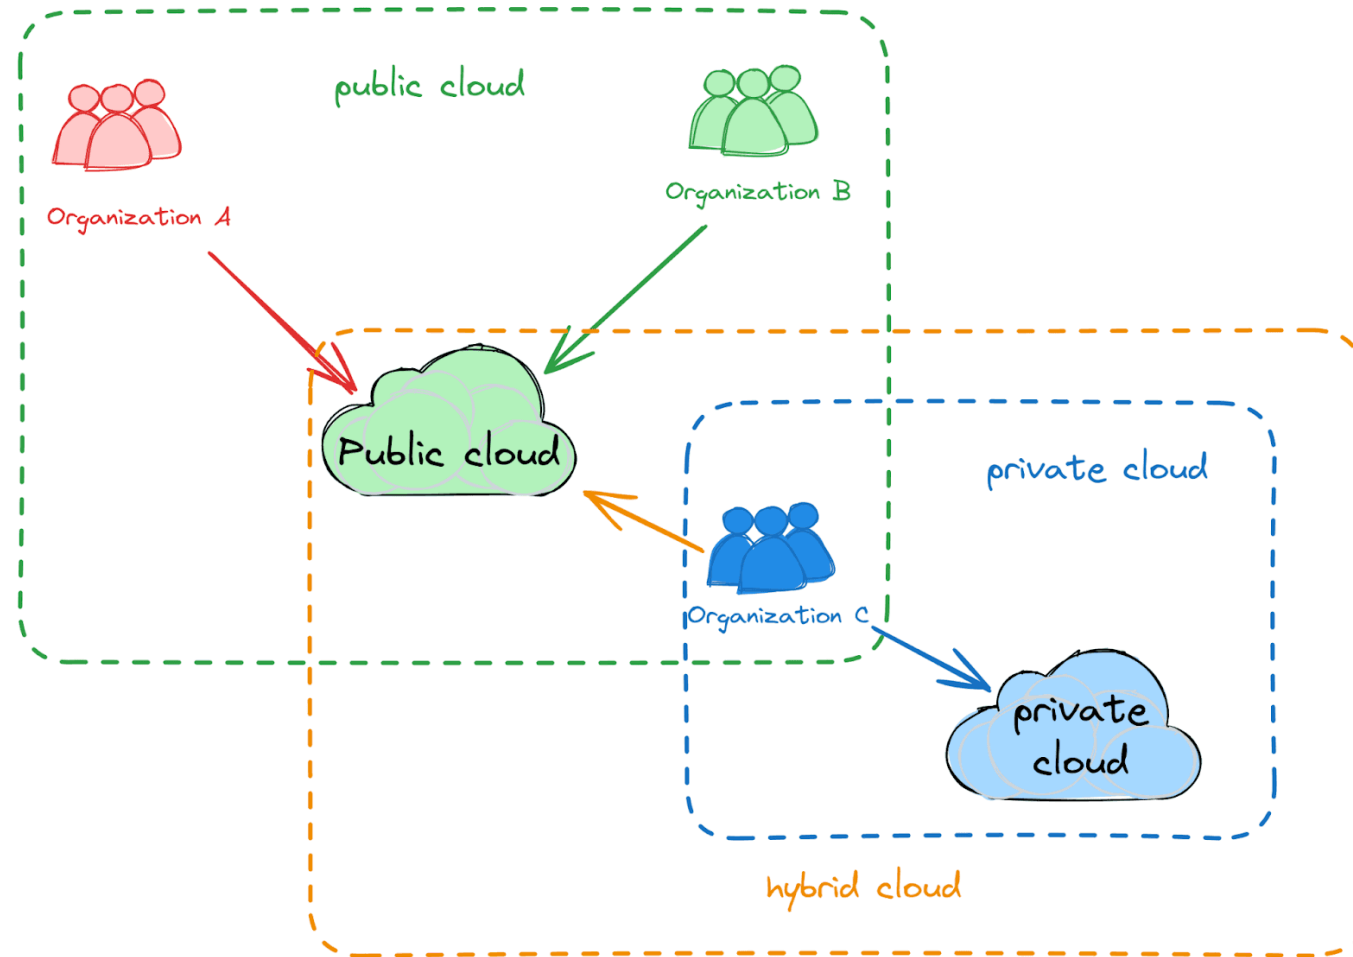 public cloud
Organization A
Organization B
Public cloud
private cloud
Organization C
private
cloud
hybrid cloud